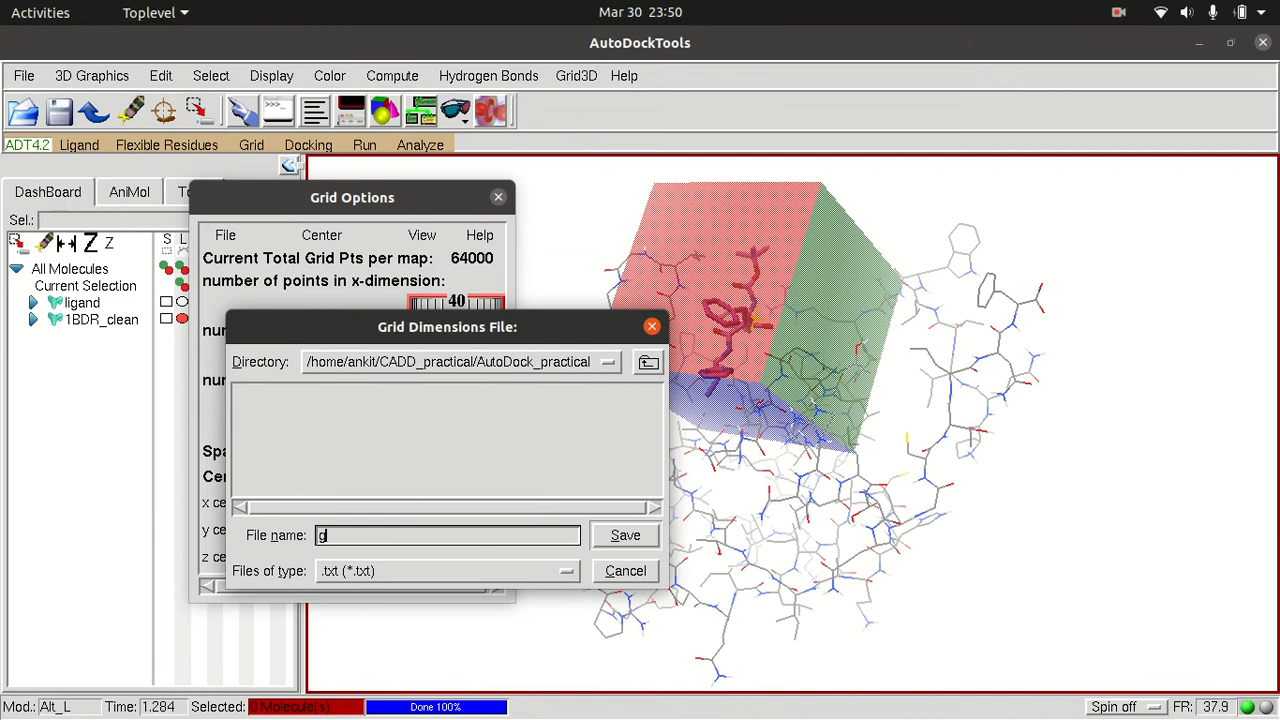 Activities Toplevel Mar 30 23:50
AutoDockTools
File 3D Graphics Edit Select Display Color Compute Hydrogen Bonds Grid3D Help
ADT4.2 Ligand Flexible Residues Grid Docking Run Analyze
DashBoard AniMol
Sel.:
Z Z S L
All Molecules
Current Selection
ligand
1BDR_clean
Grid Options
File Center View Help
Current Total Grid Pts per map: 64000
number of points in x-dimension:
40
Grid Dimensions File:
Directory: /home/ankit/CADD_practical/AutoDock_practical
File name: g Save
Files of type: .txt (*.txt) Cancel
Mod.: Alt_L Time: 1.284 Selected: 0 Molecule(s) Done 100% Spin off FR: 37.9